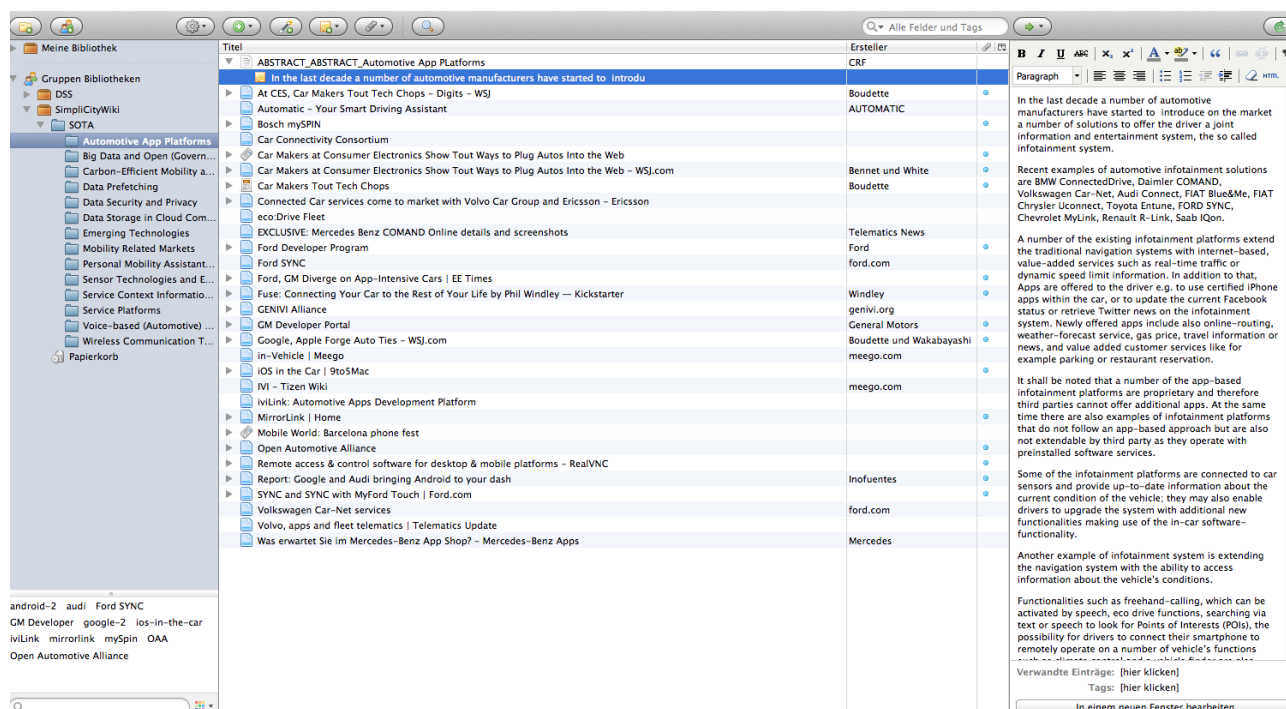 Alle Felder und Tags
Meine Bibliothek
Gruppen Bibliotheken
DSS
SimpliCityWiki
SOTA
Automotive App Platforms
Big Data and Open (Govern...
Carbon-Efficient Mobility a...
Data Prefetching
Data Security and Privacy
Data Storage in Cloud Com...
Emerging Technologies
Mobility Related Markets
Personal Mobility Assistant...
Sensor Technologies and E...
Service Context Informatio...
Service Platforms
Voice-based (Automotive) ...
Wireless Communication T...
Papierkorb
android-2 audi Ford SYNC
GM Developer google-2 ios-in-the-car
iviLink mirrorlink mySpin OAA
Open Automotive Alliance
Titel Ersteller
ABSTRACT_ABSTRACT_Automotive App PLatforms CRF
In the last decade a number of automotive manufacturers have started to introdu
At CES, Car Makers Tout Tech Chops – Digits – WSJ Boudette
Automatic – Your Smart Driving Assistant AUTOMATIC
Bosch mySPIN
Car Connectivity Consortium
Car Makers at Consumer Electronics Show Tout Ways to Plug Autos Into the Web
Car Makers at Consumer Electronics Show Tout Ways to Plug Autos Into the Web – WSJ.com Bennet und White
Car Makers Tout Tech Chops Boudette
Connected Car services come to market with Volvo Car Group and Ericsson – Ericsson
eco:Drive Fleet
EXCLUSIVE: Mercedes Benz COMAND Online details and screenshots Telematics News
Ford Developer Program Ford
Ford SYNC ford.com
Ford, GM Diverge on App-Intensive Cars | EE Times
Fuse: Connecting Your Car to the Rest of Your Life by Phil Windley — Kickstarter Windley
GENIVI Alliance genivi.org
GM Developer Portal General Motors
Google, Apple Forge Auto Ties – WSJ.com Boudette und Wakabayashi
in-Vehicle | Meego meego.com
iOS in the Car | 9to5Mac
IVI – Tizen Wiki meego.com
iviLink: Automotive Apps Development Platform
MirrorLink | Home
Mobile World: Barcelona phone fest
Open Automotive Alliance
Remote access & control software for desktop & mobile platforms – RealVNC
Report: Google and Audi bringing Android to your dash Inofuentes
SYNC and SYNC with MyFord Touch | Ford.com
Volkswagen Car-Net services ford.com
Volvo, apps and fleet telematics | Telematics Update
Was erwartet Sie im Mercedes-Benz App Shop? – Mercedes-Benz Apps Mercedes
B I U ABC X, x² A ab
Paragraph HTML
In the last decade a number of automotive
manufacturers have started to introduce on the market
a number of solutions to offer the driver a joint
information and entertainment system, the so called
infotainment system.
Recent examples of automotive infotainment solutions
are BMW ConnectedDrive, Daimler COMAND,
Volkswagen Car-Net, Audi Connect, FIAT Blue&Me, FIAT
Chrysler Uconnect, Toyota Entune, FORD SYNC,
Chevrolet MyLink, Renault R-Link, Saab IQon.
A number of the existing infotainment platforms extend
the traditional navigation systems with internet-based,
value-added services such as real-time traffic or
dynamic speed limit information. In addition to that,
Apps are offered to the driver e.g. to use certified iPhone
apps within the car, or to update the current Facebook
status or retrieve Twitter news on the infotainment
system. Newly offered apps include also online-routing,
weather-forecast service, gas price, travel information or
news, and value added customer services like for
example parking or restaurant reservation.
It shall be noted that a number of the app-based
infotainment platforms are proprietary and therefore
third parties cannot offer additional apps. At the same
time there are also examples of infotainment platforms
that do not follow an app-based approach but are also
not extendable by third party as they operate with
preinstalled software services.
Some of the infotainment platforms are connected to car
sensors and provide up-to-date information about the
current condition of the vehicle; they may also enable
drivers to upgrade the system with additional new
functionalities making use of the in-car software-
functionality.
Another example of infotainment system is extending
the navigation system with the ability to access
information about the vehicle's conditions.
Functionalities such as freehand-calling, which can be
activated by speech, eco drive functions, searching via
text or speech to look for Points of Interests (POIs), the
possibility for drivers to connect their smartphone to
remotely operate on a number of vehicle's functions
such as climate control and a vehicle finder are also
Verwandte Einträge: [hier klicken]
Tags: [hier klicken]
In einem neuen Fenster bearbeiten